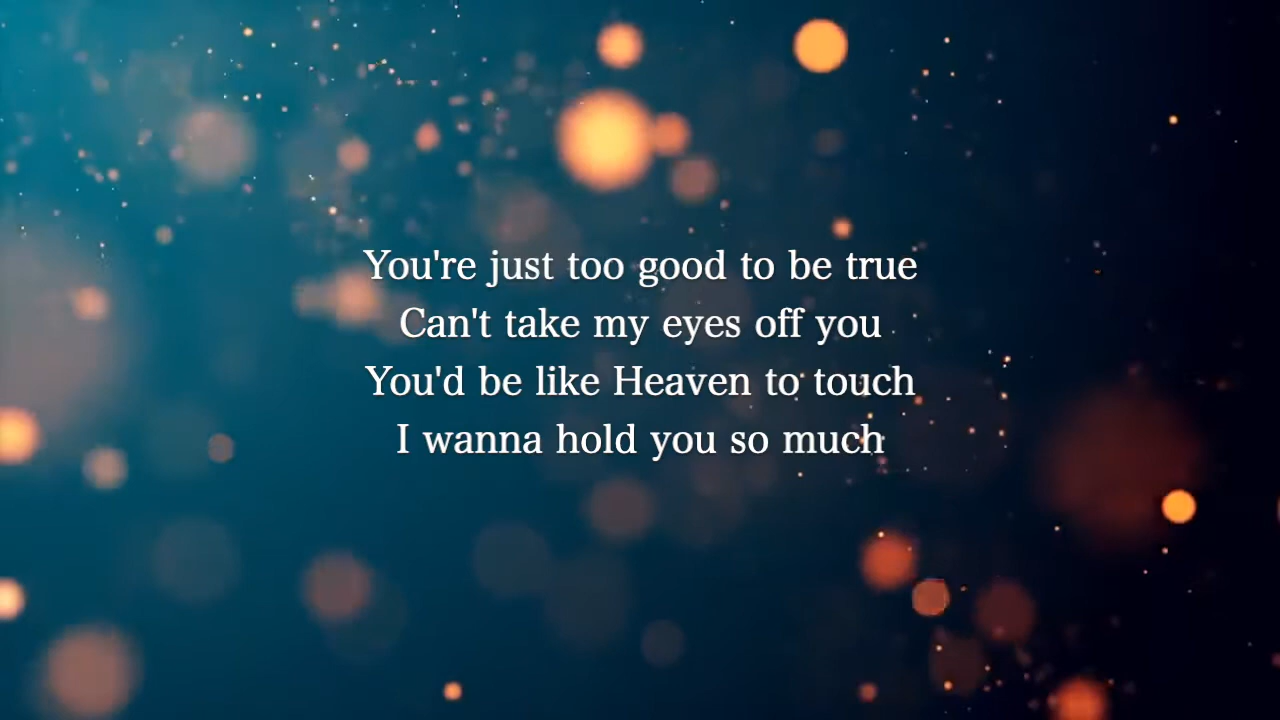 You're just too good to be true
Can't take my eyes off you
You'd be like Heaven to touch
I wanna hold you so much